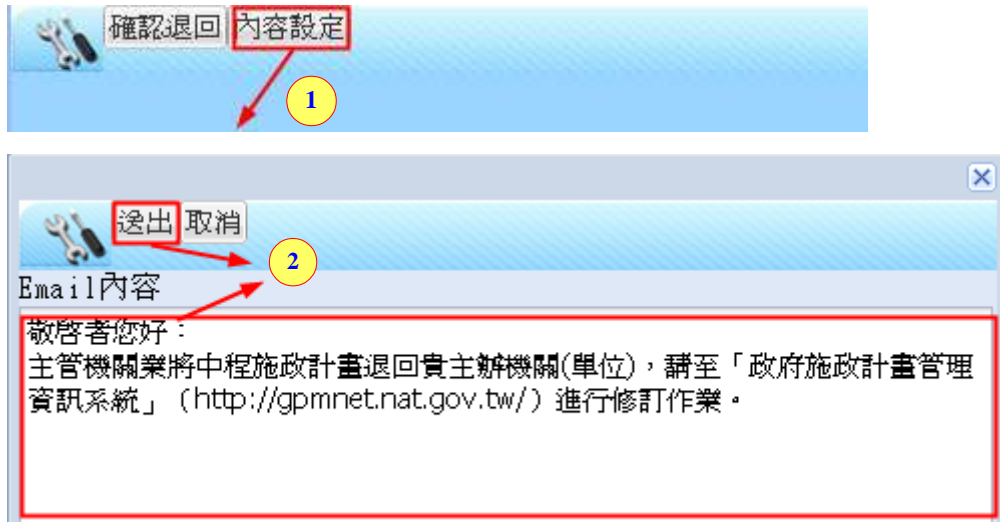 確認退回 內容設定
1
送出 取消
2
Email內容
敬啓者您好：
主管機關業將中程施政計畫退回貴主辦機關(單位)，請至「政府施政計畫管理
資訊系統」（http://gpmnet.nat.gov.tw/）進行修訂作業。